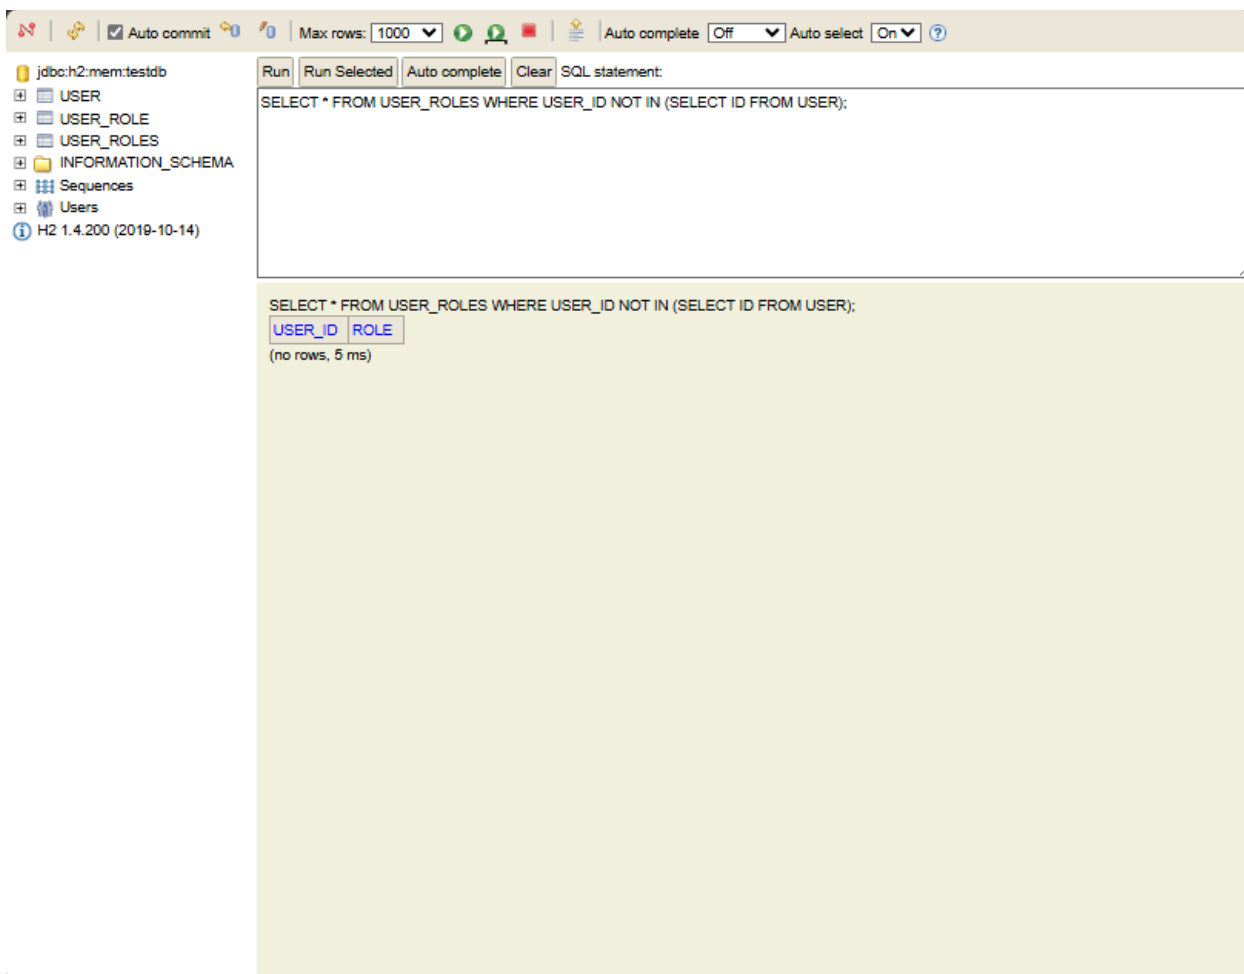 Auto commit Max rows: 1000 Auto complete Off Auto select On ?
jdbc:h2:mem:testdb
USER
USER_ROLE
USER_ROLES
INFORMATION_SCHEMA
Sequences
Users
H2 1.4.200 (2019-10-14)
Run Run Selected Auto complete Clear SQL statement:
SELECT * FROM USER_ROLES WHERE USER_ID NOT IN (SELECT ID FROM USER);
SELECT * FROM USER_ROLES WHERE USER_ID NOT IN (SELECT ID FROM USER);
USER_ID ROLE
(no rows, 5 ms)